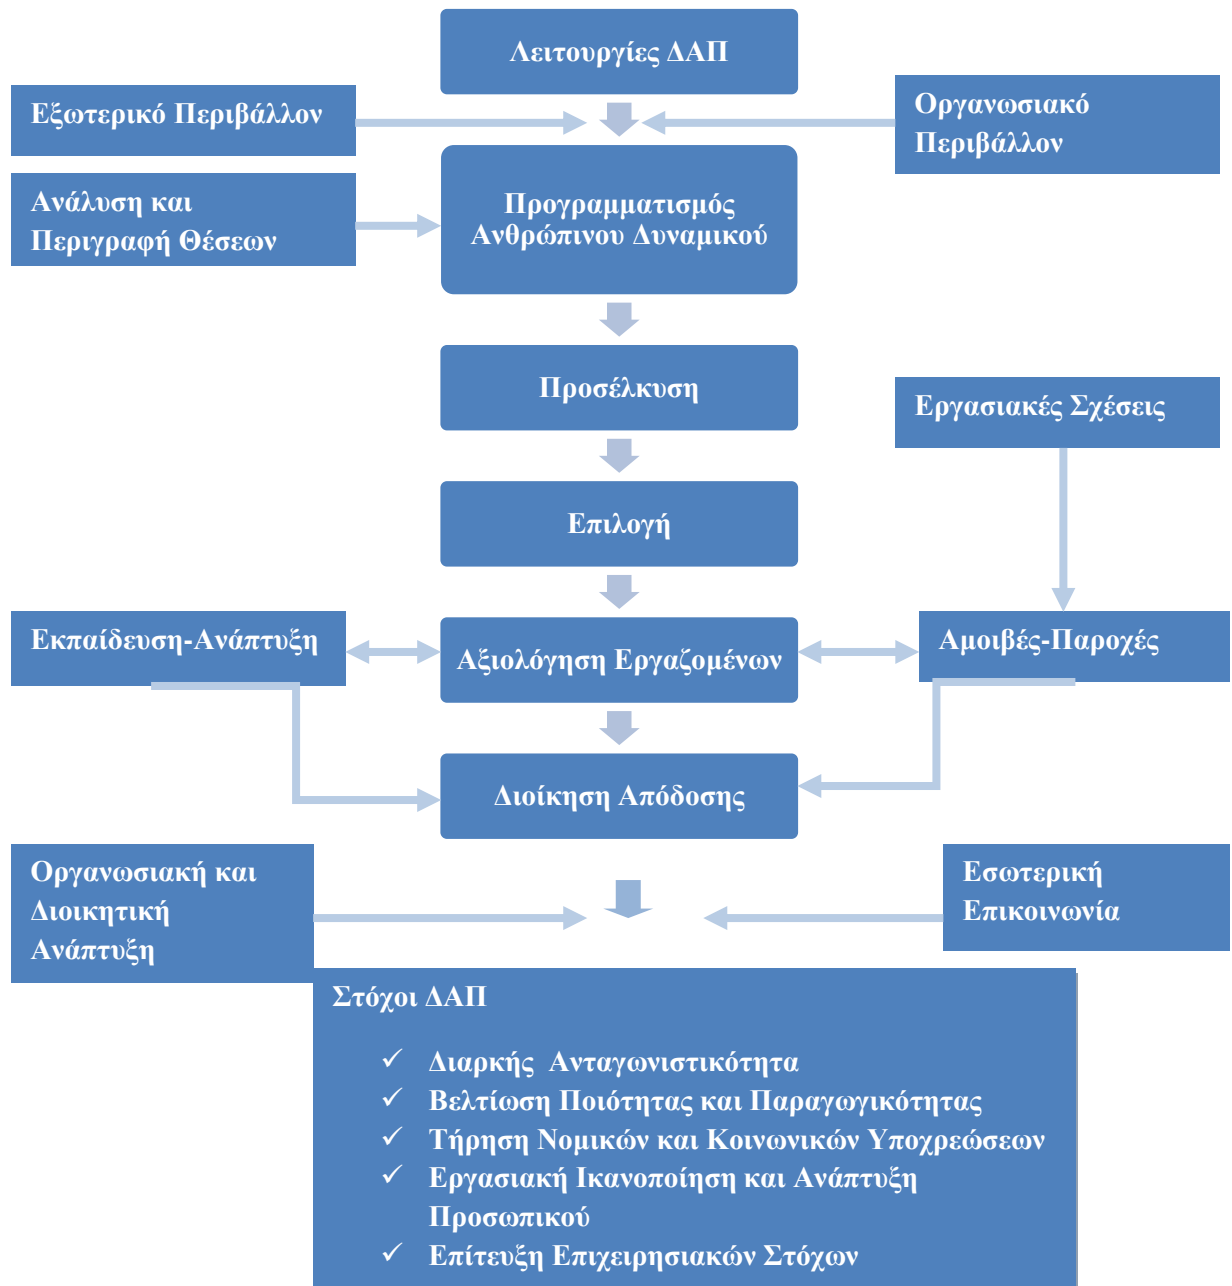 Λειτουργίες ΔΑΠ
Εξωτερικό Περιβάλλον
Οργανωσιακό
Περιβάλλον
Ανάλυση και
Περιγραφή Θέσεων
Προγραμματισμός
Ανθρώπινου Δυναμικού
Προσέλκυση
Εργασιακές Σχέσεις
Επιλογή
Εκπαίδευση-Ανάπτυξη
Αξιολόγηση Εργαζομένων
Αμοιβές-Παροχές
Διοίκηση Απόδοσης
Οργανωσιακή και
Διοικητική
Ανάπτυξη
Εσωτερική
Επικοινωνία
Στόχοι ΔΑΠ
✓ Διαρκής Ανταγωνιστικότητα
✓ Βελτίωση Ποιότητας και Παραγωγικότητας
✓ Τήρηση Νομικών και Κοινωνικών Υποχρεώσεων
✓ Εργασιακή Ικανοποίηση και Ανάπτυξη
Προσωπικού
✓ Επίτευξη Επιχειρησιακών Στόχων